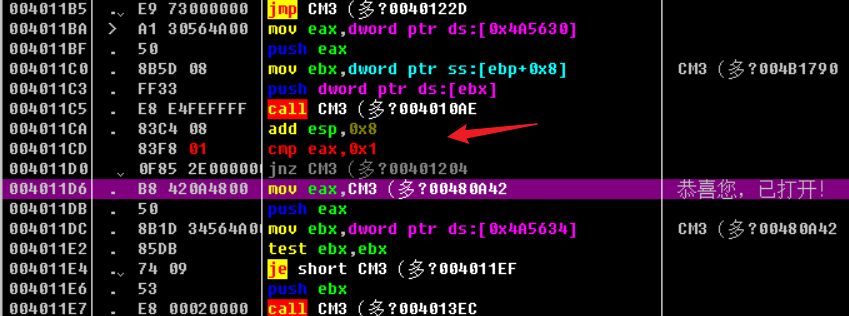 004011B5 .ˇ E9 73000000 jmp CM3 (多?0040122D
004011BA > A1 30564A00 mov eax,dword ptr ds:[0x4A5630]
004011BF . 50 push eax
004011C0 . 8B5D 08 mov ebx,dword ptr ss:[ebp+0x8] CM3 (多?004B1790
004011C3 . FF33 push dword ptr ds:[ebx]
004011C5 . E8 E4FEFFFF call CM3 (多?004010AE
004011CA . 83C4 08 add esp,0x8
004011CD . 83F8 01 cmp eax,0x1
004011D0 .ˇ 0F85 2E000000 jnz CM3 (多?00401204
004011D6 . B8 420A4800 mov eax,CM3 (多?00480A42 恭喜您，已打开！
004011DB . 50 push eax
004011DC . 8B1D 34564A00 mov ebx,dword ptr ds:[0x4A5634] CM3 (多?00480A42
004011E2 . 85DB test ebx,ebx
004011E4 .ˇ 74 09 je short CM3 (多?004011EF
004011E6 . 53 push ebx
004011E7 . E8 00020000 call CM3 (多?004013EC